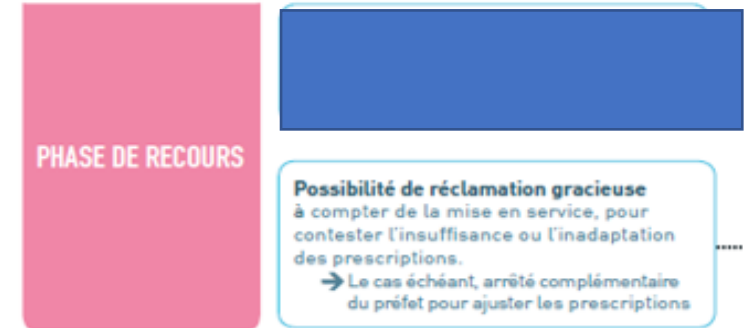 PHASE DE RECOURS
Possibilité de réclamation gracieuse
à compter de la mise en service, pour
contester l'insuffisance ou l'inadaptation
des prescriptions.
➔ Le cas échéant, arrêté complémentaire
du préfet pour ajuster les prescriptions